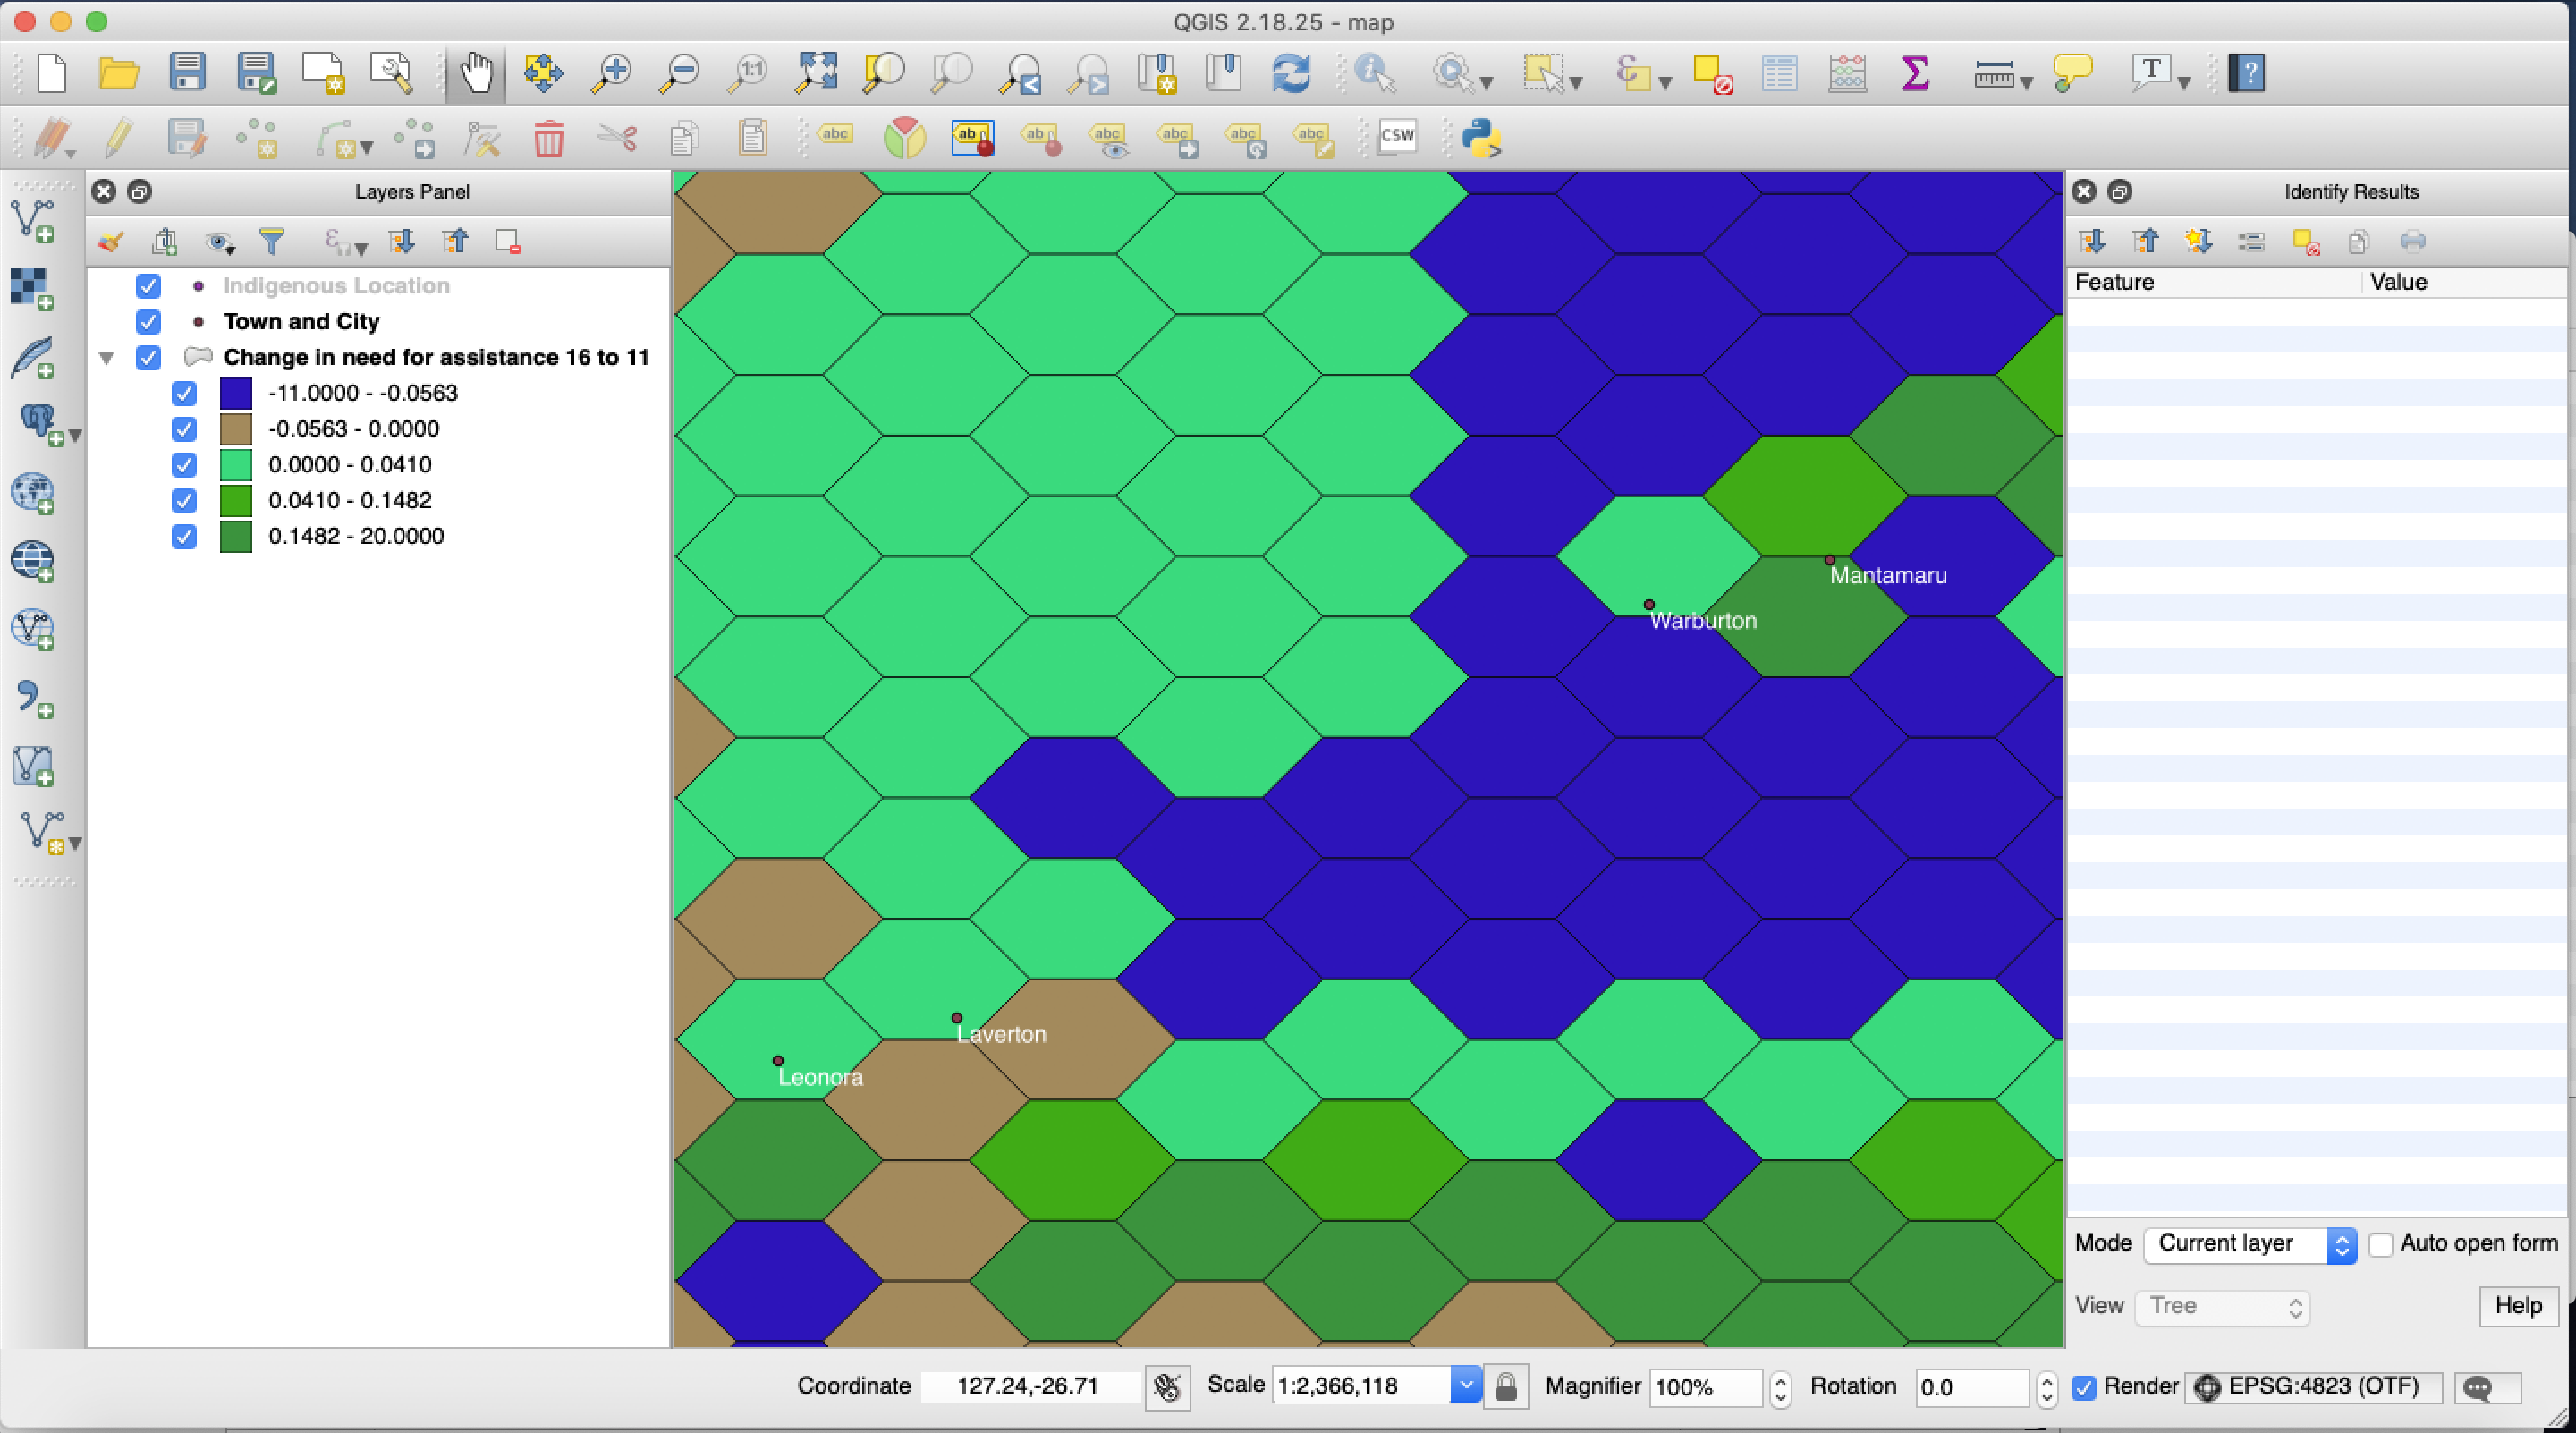 QGIS 2.18.25 - map
1:1
ε
Σ
T
?
abc
ab
ab
abc
abc
abc
abc
CSW
Layers Panel
Identify Results
ε
Feature
Value
Indigenous Location
Town and City
Change in need for assistance 16 to 11
-11.0000 - -0.0563
-0.0563 - 0.0000
0.0000 - 0.0410
0.0410 - 0.1482
0.1482 - 20.0000
Mantamaru
Warburton
Laverton
Leonora
Mode Current layer Auto open form
View Tree Help
Coordinate 127.24,-26.71 Scale 1:2,366,118 Magnifier 100% Rotation 0.0 Render EPSG:4823 (OTF)